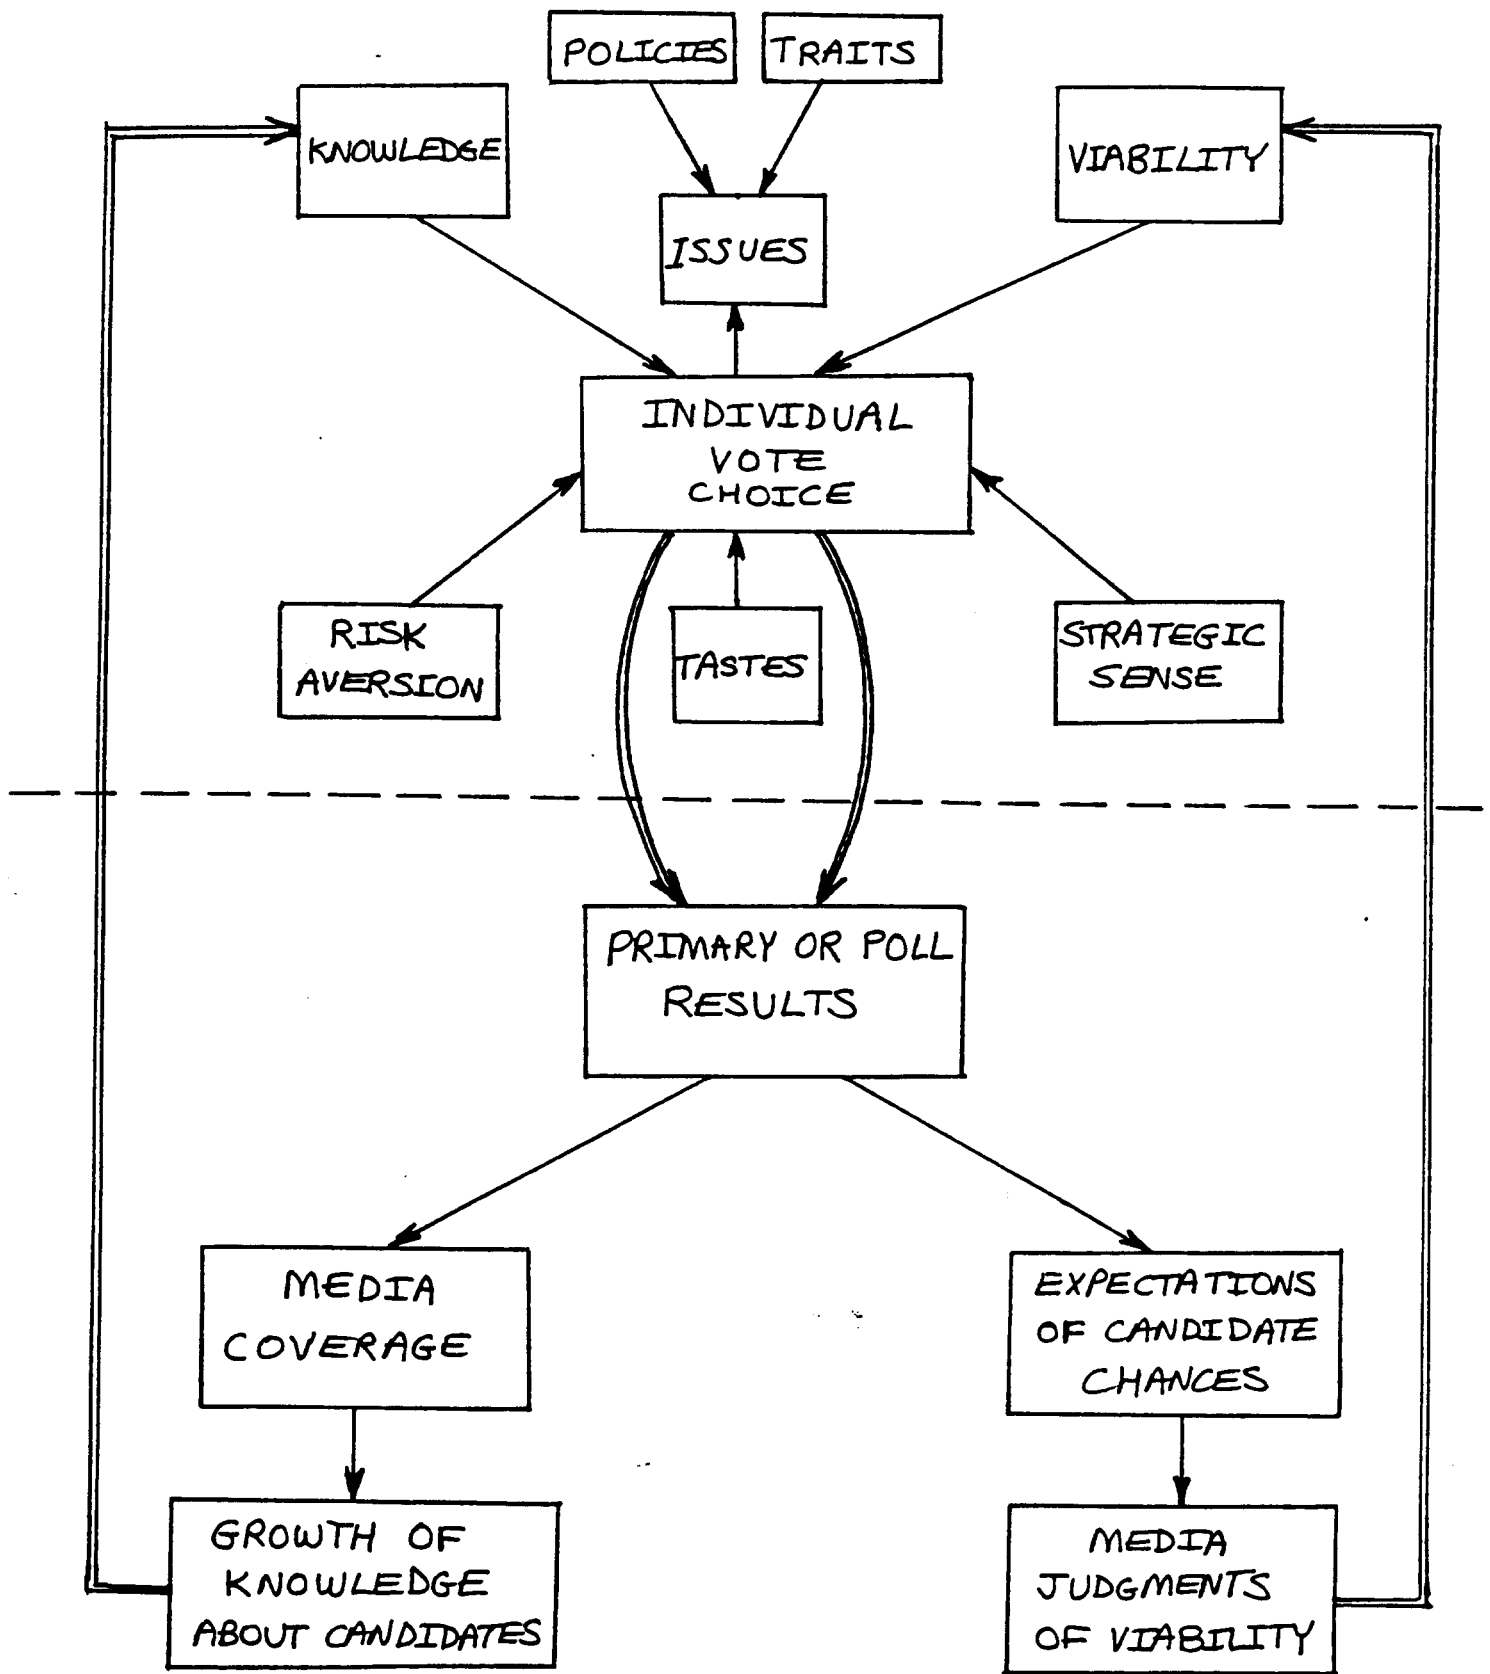 POLICIES
TRAITS
KNOWLEDGE
VIABILITY
ISSUES
INDIVIDUAL
VOTE
CHOICE
RISK
AVERSION
TASTES
STRATEGIC
SENSE
PRIMARY OR POLL
RESULTS
MEDIA
COVERAGE
EXPECTATIONS
OF CANDIDATE
CHANCES
GROWTH OF
KNOWLEDGE
ABOUT CANDIDATES
MEDIA
JUDGMENTS
OF VIABILITY